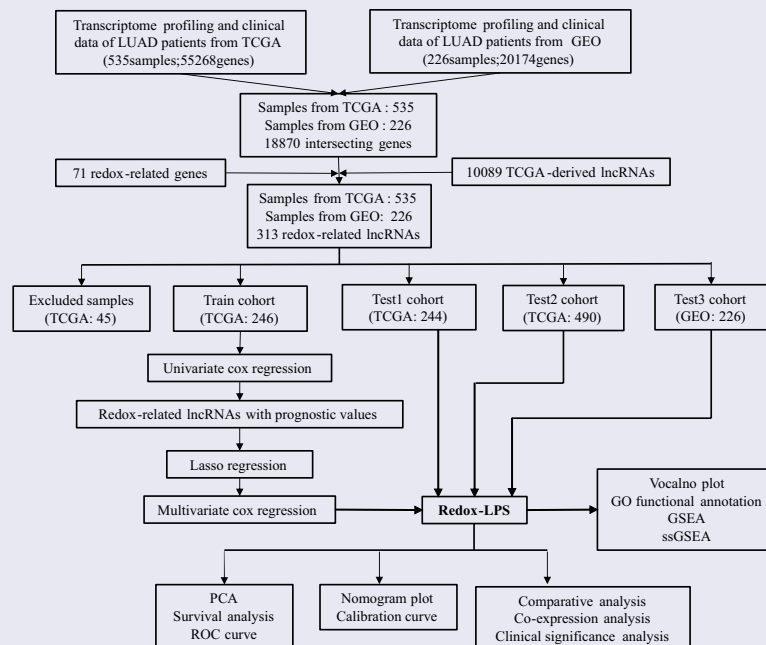 Transcriptome profiling and clinical
data of LUAD patients from TCGA
(535samples;55268genes)
Transcriptome profiling and clinical
data of LUAD patients from GEO
(226samples;20174genes)
Samples from TCGA : 535
Samples from GEO : 226
18870 intersecting genes
71 redox-related genes
10089 TCGA-derived lncRNAs
Samples from TCGA : 535
Samples from GEO: 226
313 redox-related lncRNAs
Excluded samples
(TCGA: 45)
Train cohort
(TCGA: 246)
Test1 cohort
(TCGA: 244)
Test2 cohort
(TCGA: 490)
Test3 cohort
(GEO: 226)
Univariate cox regression
Redox-related lncRNAs with prognostic values
Lasso regression
Multivariate cox regression
Redox-LPS
Vocalno plot
GO functional annotation
GSEA
ssGSEA
PCA
Survival analysis
ROC curve
Nomogram plot
Calibration curve
Comparative analysis
Co-expression analysis
Clinical significance analysis